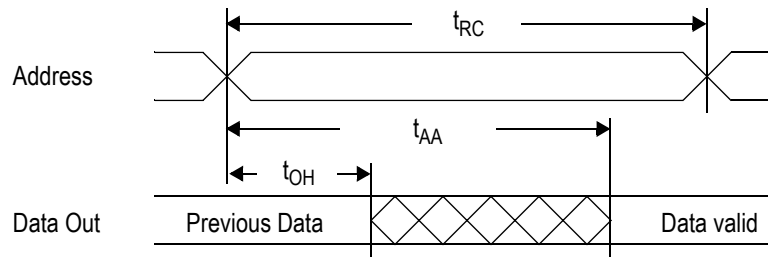 tRC
Address
tAA
tOH
Data Out
Previous Data
Data valid